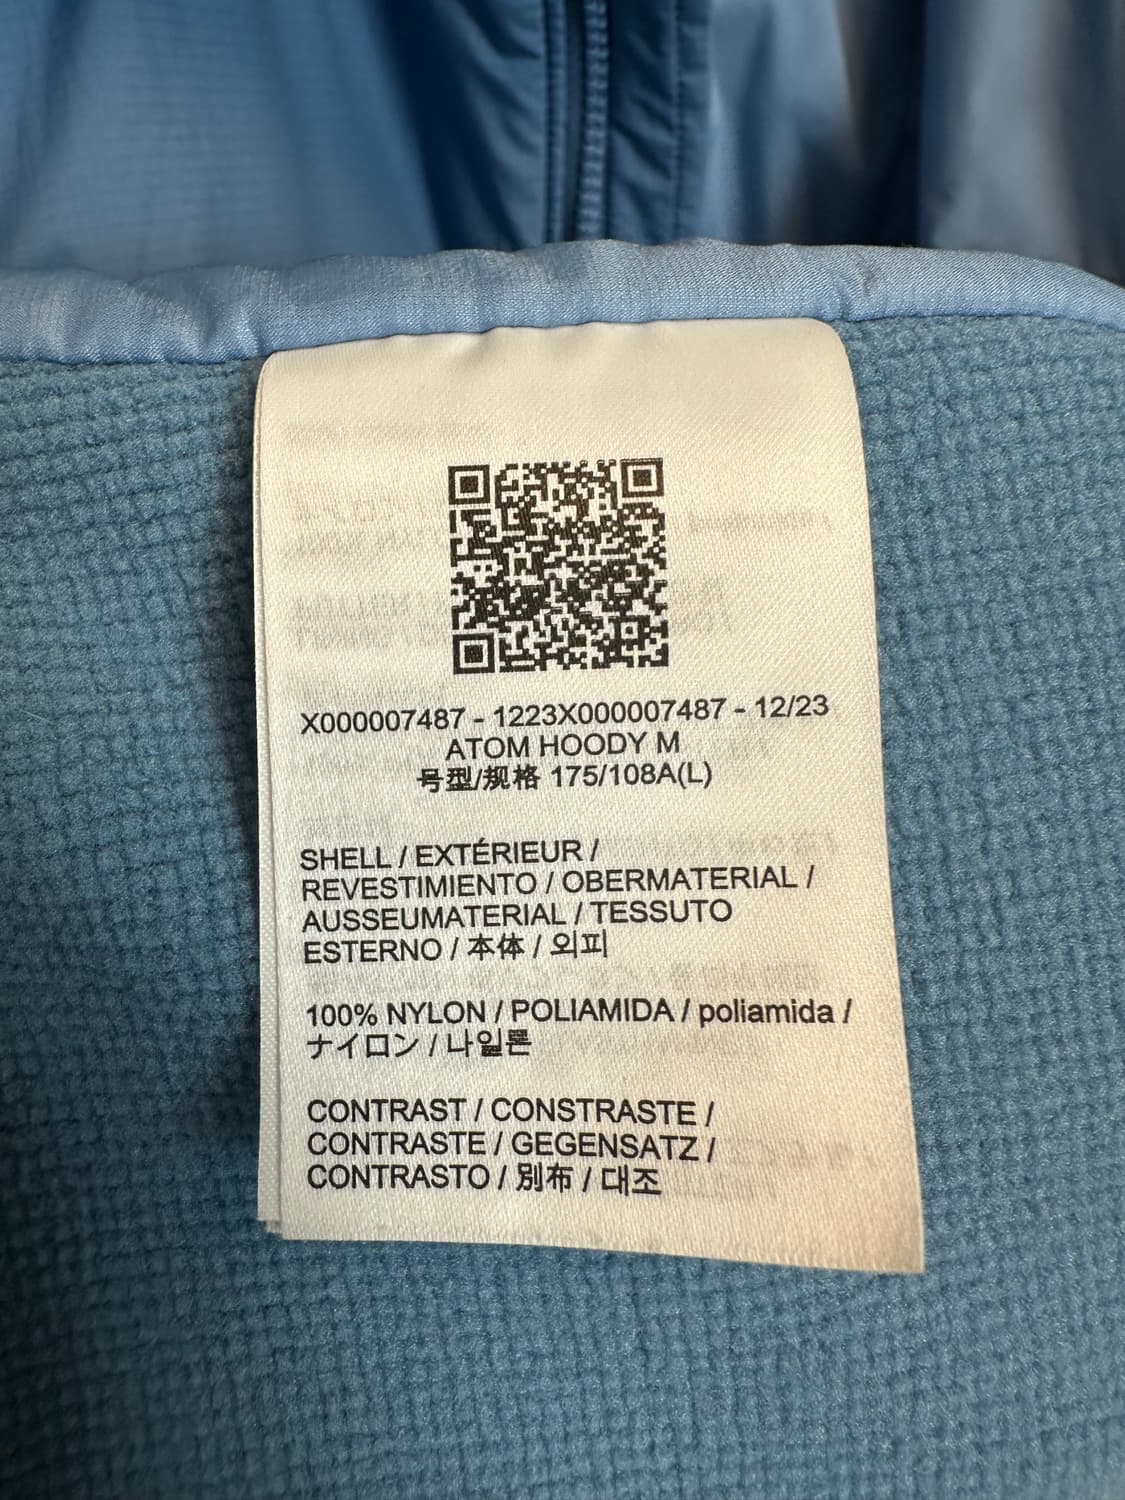 X000007487 - 1223X000007487 - 12/23
ATOM HOODY M
号型/规格 175/108A(L)
SHELL / EXTÉRIEUR /
REVESTIMIENTO / OBERMATERIAL /
AUSSEUMATERIAL / TESSUTO
ESTERNO / 本体 / 외피
100% NYLON / POLIAMIDA / poliamida /
ナイロン / 나일론
CONTRAST / CONSTRASTE /
CONTRASTE / GEGENSATZ /
CONTRASTO / 別布 / 대조